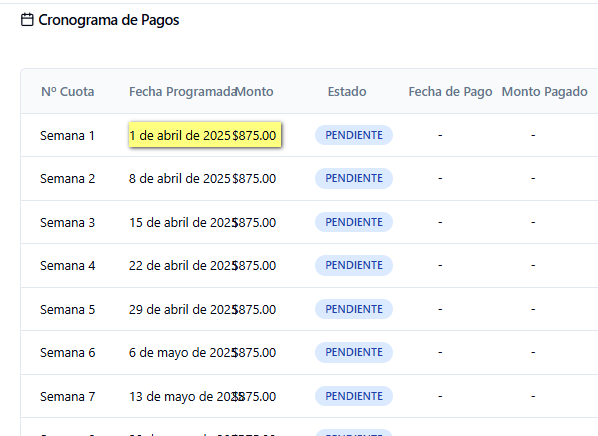 Cronograma de Pagos
Nº Cuota Fecha Programada Monto Estado Fecha de Pago Monto Pagado
Semana 1 1 de abril de 2025 $875.00 PENDIENTE - -
Semana 2 8 de abril de 2025 $875.00 PENDIENTE - -
Semana 3 15 de abril de 2025 $875.00 PENDIENTE - -
Semana 4 22 de abril de 2025 $875.00 PENDIENTE - -
Semana 5 29 de abril de 2025 $875.00 PENDIENTE - -
Semana 6 6 de mayo de 2025 $875.00 PENDIENTE - -
Semana 7 13 de mayo de 2025 $875.00 PENDIENTE - -